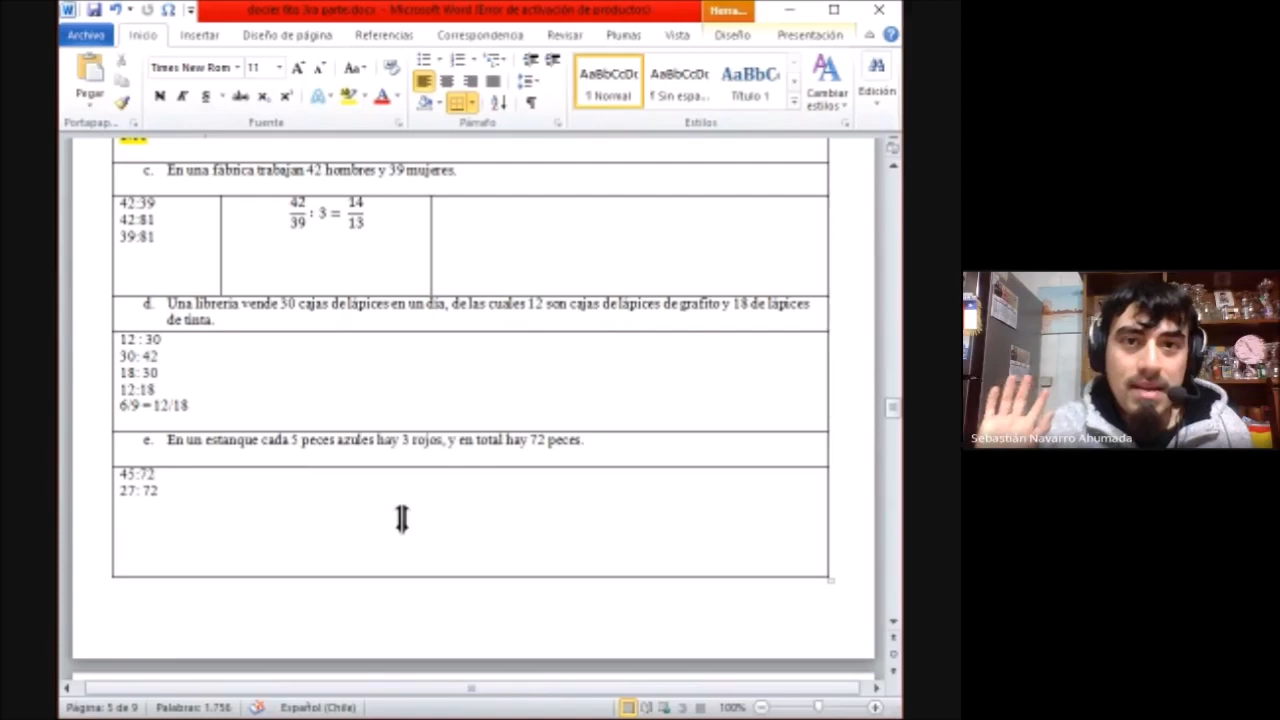 docier 6to 3ra parte.docx - Microsoft Word (Error de activación de productos)
Herra...
Archivo Inicio Insertar Diseño de página Referencias Correspondencia Revisar Plumas Vista Diseño Presentación
Times New Rom 11
Pegar
N K S abc x₂ x²
AaBbCcDc AaBbCcDc AaBbC
¶ Normal ¶ Sin espa... Título 1
Cambiar estilos
Edición
Portapap... Fuente Párrafo Estilos
c. En una fábrica trabajan 42 hombres y 39 mujeres.
42:39
42:81
39:81
42/39 : 3 = 14/13
d. Una librería vende 30 cajas de lápices en un día, de las cuales 12 son cajas de lápices de grafito y 18 de lápices
de tinta.
12 : 30
30: 42
18: 30
12:18
6/9 = 12/18
e. En un estanque cada 5 peces azules hay 3 rojos, y en total hay 72 peces.
45:72
27: 72
Página: 5 de 9 Palabras: 1.756 Español (Chile) 100%
Sebastián Navarro Ahumada